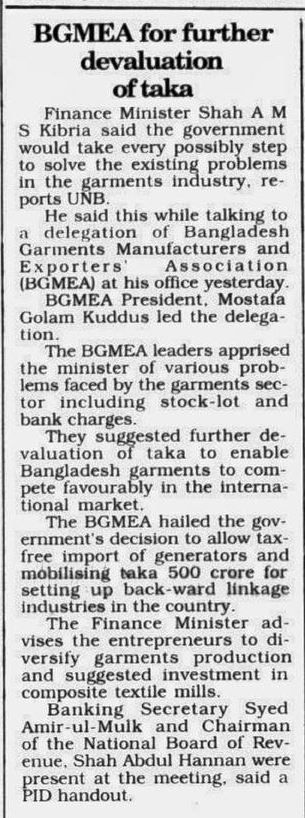 BGMEA for further
devaluation
of taka
Finance Minister Shah A M
S Kibria said the government
would take every possibly step
to solve the existing problems
in the garments industry, re-
ports UNB.
He said this while talking to
a delegation of Bangladesh
Garments Manufacturers and
Exporters' Association
(BGMEA) at his office yesterday.
BGMEA President, Mostafa
Golam Kuddus led the delega-
tion.
The BGMEA leaders apprised
the minister of various prob-
lems faced by the garments sec-
tor including stock-lot and
bank charges.
They suggested further de-
valuation of taka to enable
Bangladesh garments to com-
pete favourably in the interna-
tional market.
The BGMEA hailed the gov-
ernment's decision to allow tax-
free import of generators and
mobilising taka 500 crore for
setting up back-ward linkage
industries in the country.
The Finance Minister ad-
vises the entrepreneurs to di-
versify garments production
and suggested investment in
composite textile mills.
Banking Secretary Syed
Amir-ul-Mulk and Chairman
of the National Board of Rev-
enue, Shah Abdul Hannan were
present at the meeting, said a
PID handout.